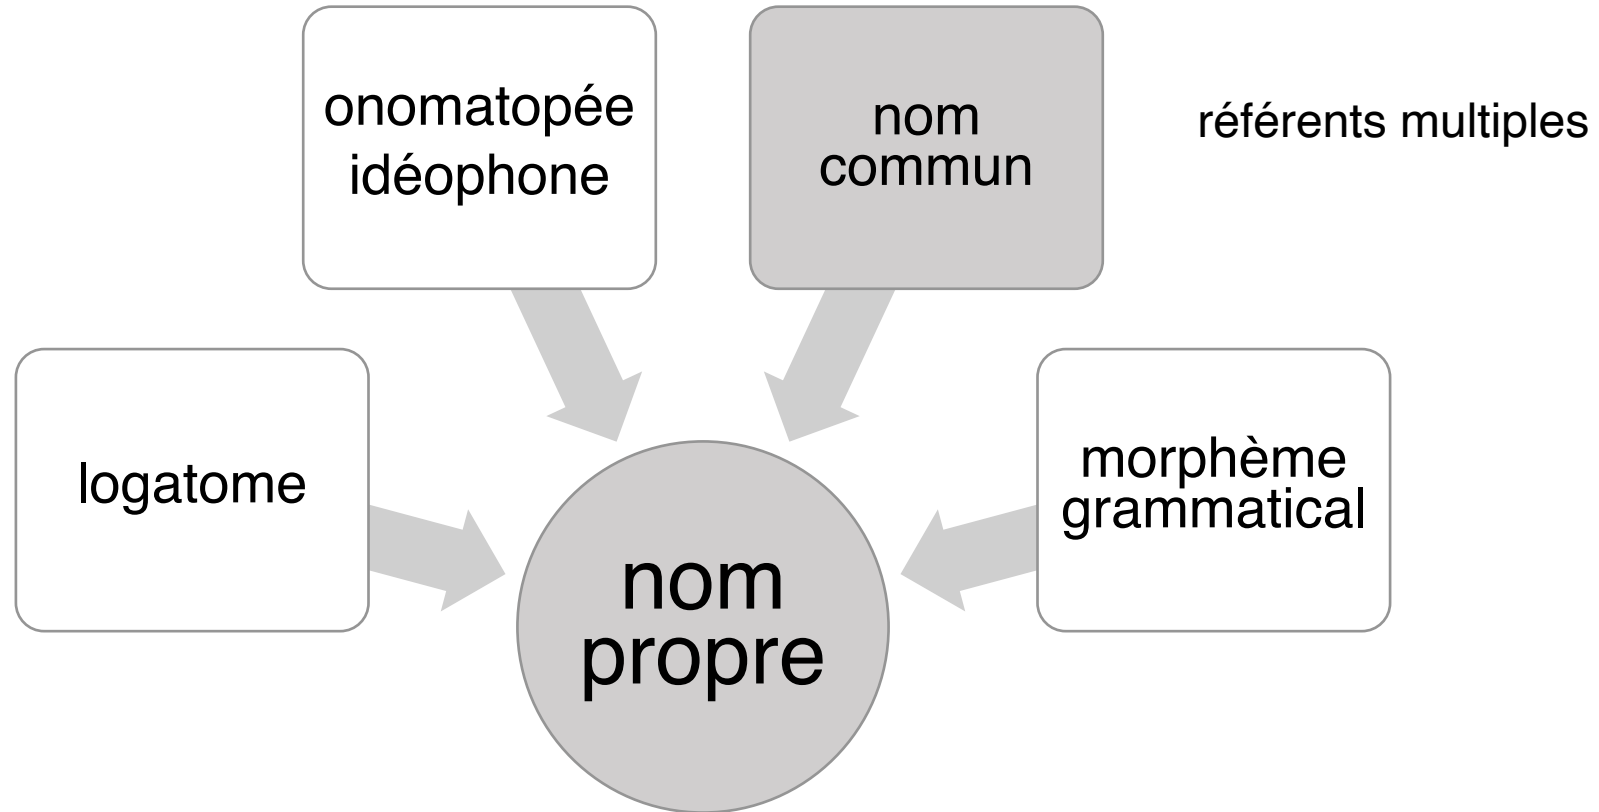 onomatopée
idéophone
nom
commun
référents multiples
logatome
morphème
grammatical
nom
propre